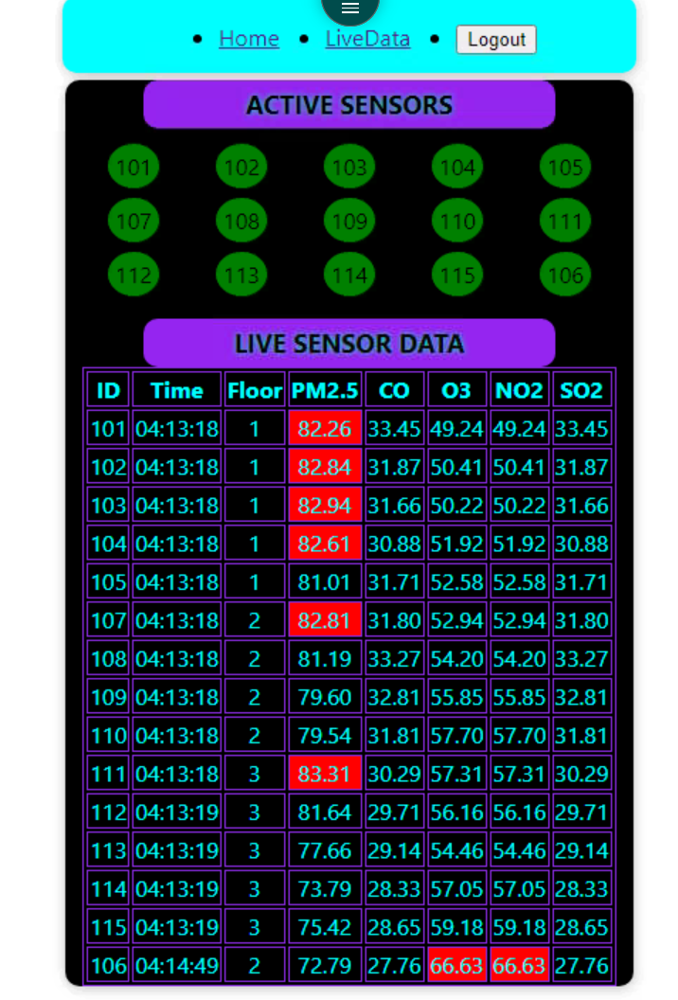 Home LiveData Logout
ACTIVE SENSORS
101 102 103 104 105
107 108 109 110 111
112 113 114 115 106
LIVE SENSOR DATA
ID Time Floor PM2.5 CO O3 NO2 SO2
101 04:13:18 1 82.26 33.45 49.24 49.24 33.45
102 04:13:18 1 82.84 31.87 50.41 50.41 31.87
103 04:13:18 1 82.94 31.66 50.22 50.22 31.66
104 04:13:18 1 82.61 30.88 51.92 51.92 30.88
105 04:13:18 1 81.01 31.71 52.58 52.58 31.71
107 04:13:18 2 82.81 31.80 52.94 52.94 31.80
108 04:13:18 2 81.19 33.27 54.20 54.20 33.27
109 04:13:18 2 79.60 32.81 55.85 55.85 32.81
110 04:13:18 2 79.54 31.81 57.70 57.70 31.81
111 04:13:18 3 83.31 30.29 57.31 57.31 30.29
112 04:13:19 3 81.64 29.71 56.16 56.16 29.71
113 04:13:19 3 77.66 29.14 54.46 54.46 29.14
114 04:13:19 3 73.79 28.33 57.05 57.05 28.33
115 04:13:19 3 75.42 28.65 59.18 59.18 28.65
106 04:14:49 2 72.79 27.76 66.63 66.63 27.76